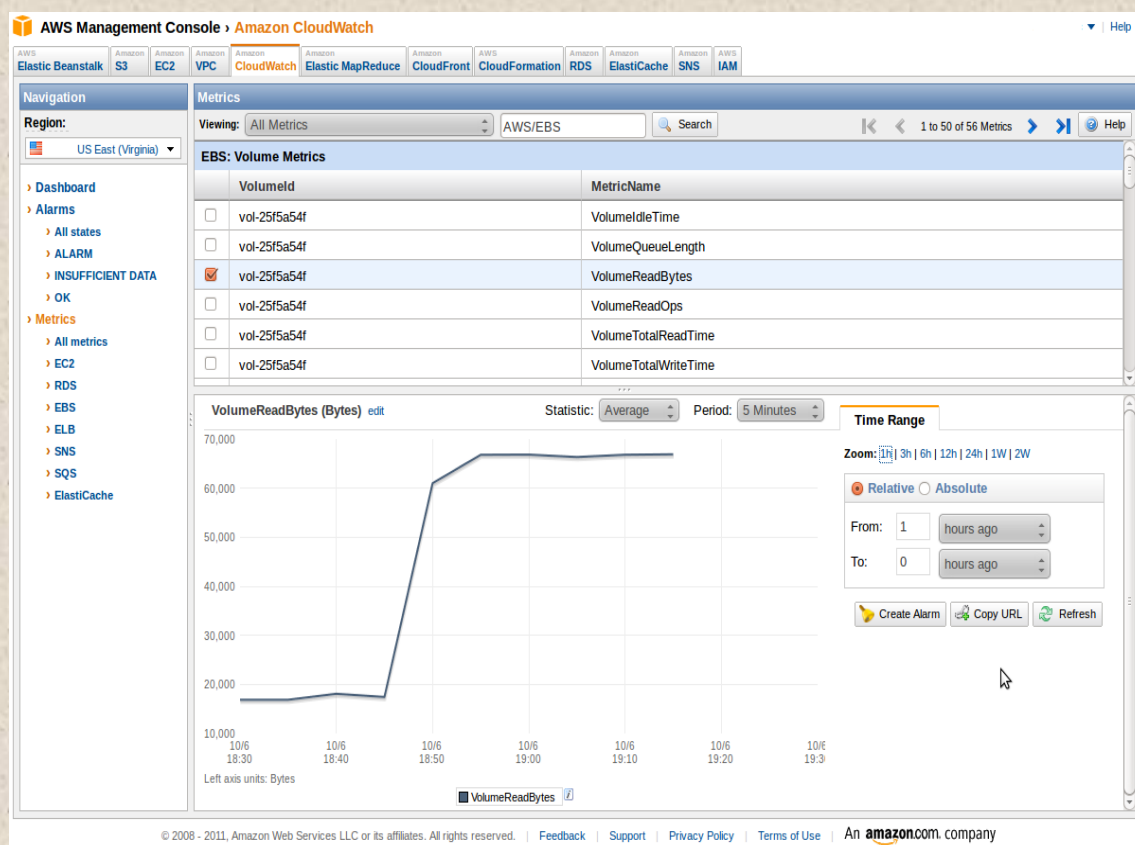 AWS Management Console › Amazon CloudWatch
Help
AWS Elastic Beanstalk
Amazon S3
Amazon EC2
Amazon VPC
Amazon CloudWatch
Amazon Elastic MapReduce
Amazon CloudFront
AWS CloudFormation
Amazon RDS
Amazon ElastiCache
Amazon SNS
AWS IAM
Navigation
Region:
US East (Virginia)
› Dashboard
› Alarms
› All states
› ALARM
› INSUFFICIENT DATA
› OK
› Metrics
› All metrics
› EC2
› RDS
› EBS
› ELB
› SNS
› SQS
› ElastiCache
Metrics
Viewing: All Metrics AWS/EBS Search 1 to 50 of 56 Metrics Help
EBS: Volume Metrics
VolumeId MetricName
vol-25f5a54f VolumeIdleTime
vol-25f5a54f VolumeQueueLength
vol-25f5a54f VolumeReadBytes
vol-25f5a54f VolumeReadOps
vol-25f5a54f VolumeTotalReadTime
vol-25f5a54f VolumeTotalWriteTime
VolumeReadBytes (Bytes) edit Statistic: Average Period: 5 Minutes
70,000
60,000
50,000
40,000
30,000
20,000
10,000
10/6 10/6 10/6 10/6 10/6 10/6 10/6
18:30 18:40 18:50 19:00 19:10 19:20 19:3
Left axis units: Bytes
VolumeReadBytes i
Time Range
Zoom: 1h | 3h | 6h | 12h | 24h | 1W | 2W
Relative Absolute
From: 1 hours ago
To: 0 hours ago
Create Alarm Copy URL Refresh
© 2008 - 2011, Amazon Web Services LLC or its affiliates. All rights reserved. | Feedback | Support | Privacy Policy | Terms of Use | An amazon.com. company